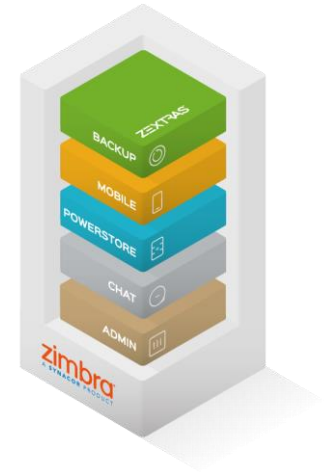 ZEXTRAS
BACKUP
MOBILE
POWERSTORE
CHAT
ADMIN
zimbra
A SYNACOR PRODUCT